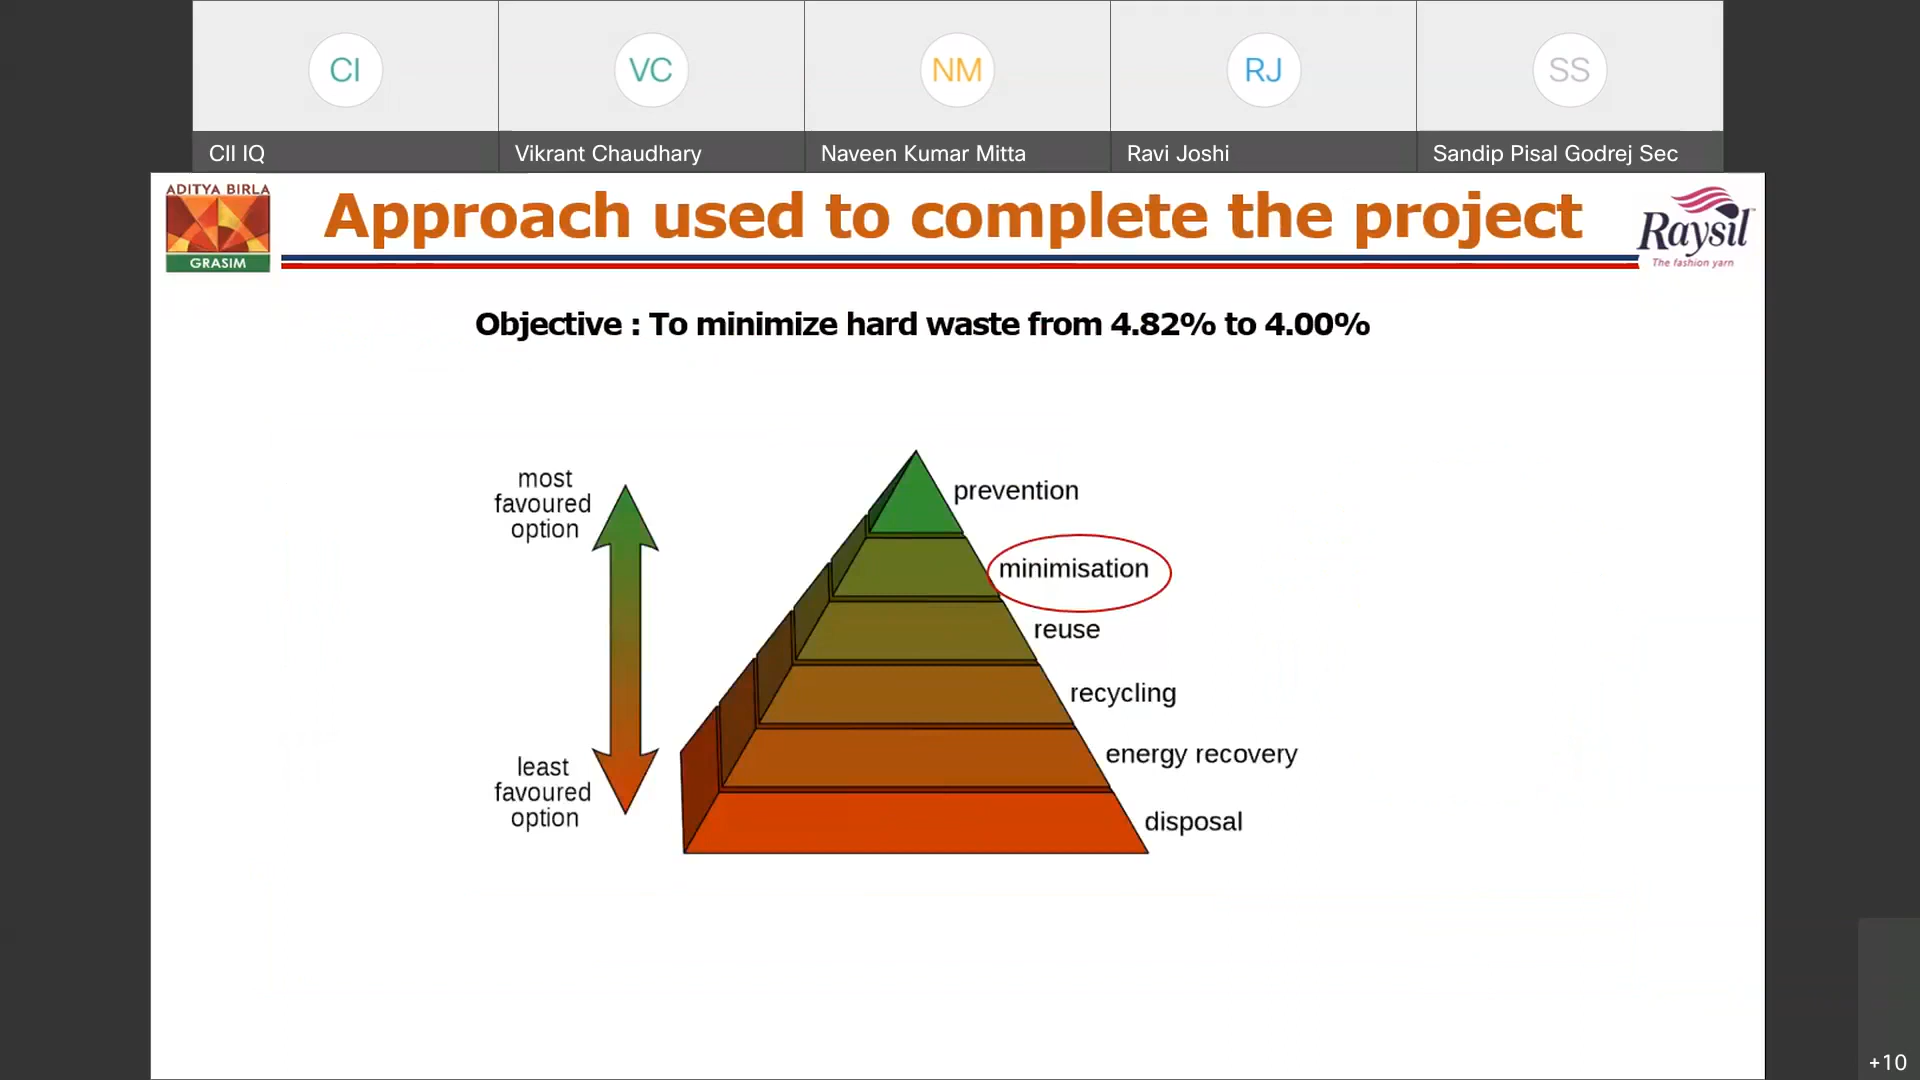 CI
VC
NM
RJ
SS
CII IQ
Vikrant Chaudhary
Naveen Kumar Mitta
Ravi Joshi
Sandip Pisal Godrej Sec
ADITYA BIRLA
GRASIM
Approach used to complete the project
Raysil
The fashion yarn
Objective : To minimize hard waste from 4.82% to 4.00%
most
favoured
option
prevention
minimisation
reuse
recycling
energy recovery
least
favoured
option
disposal
+10